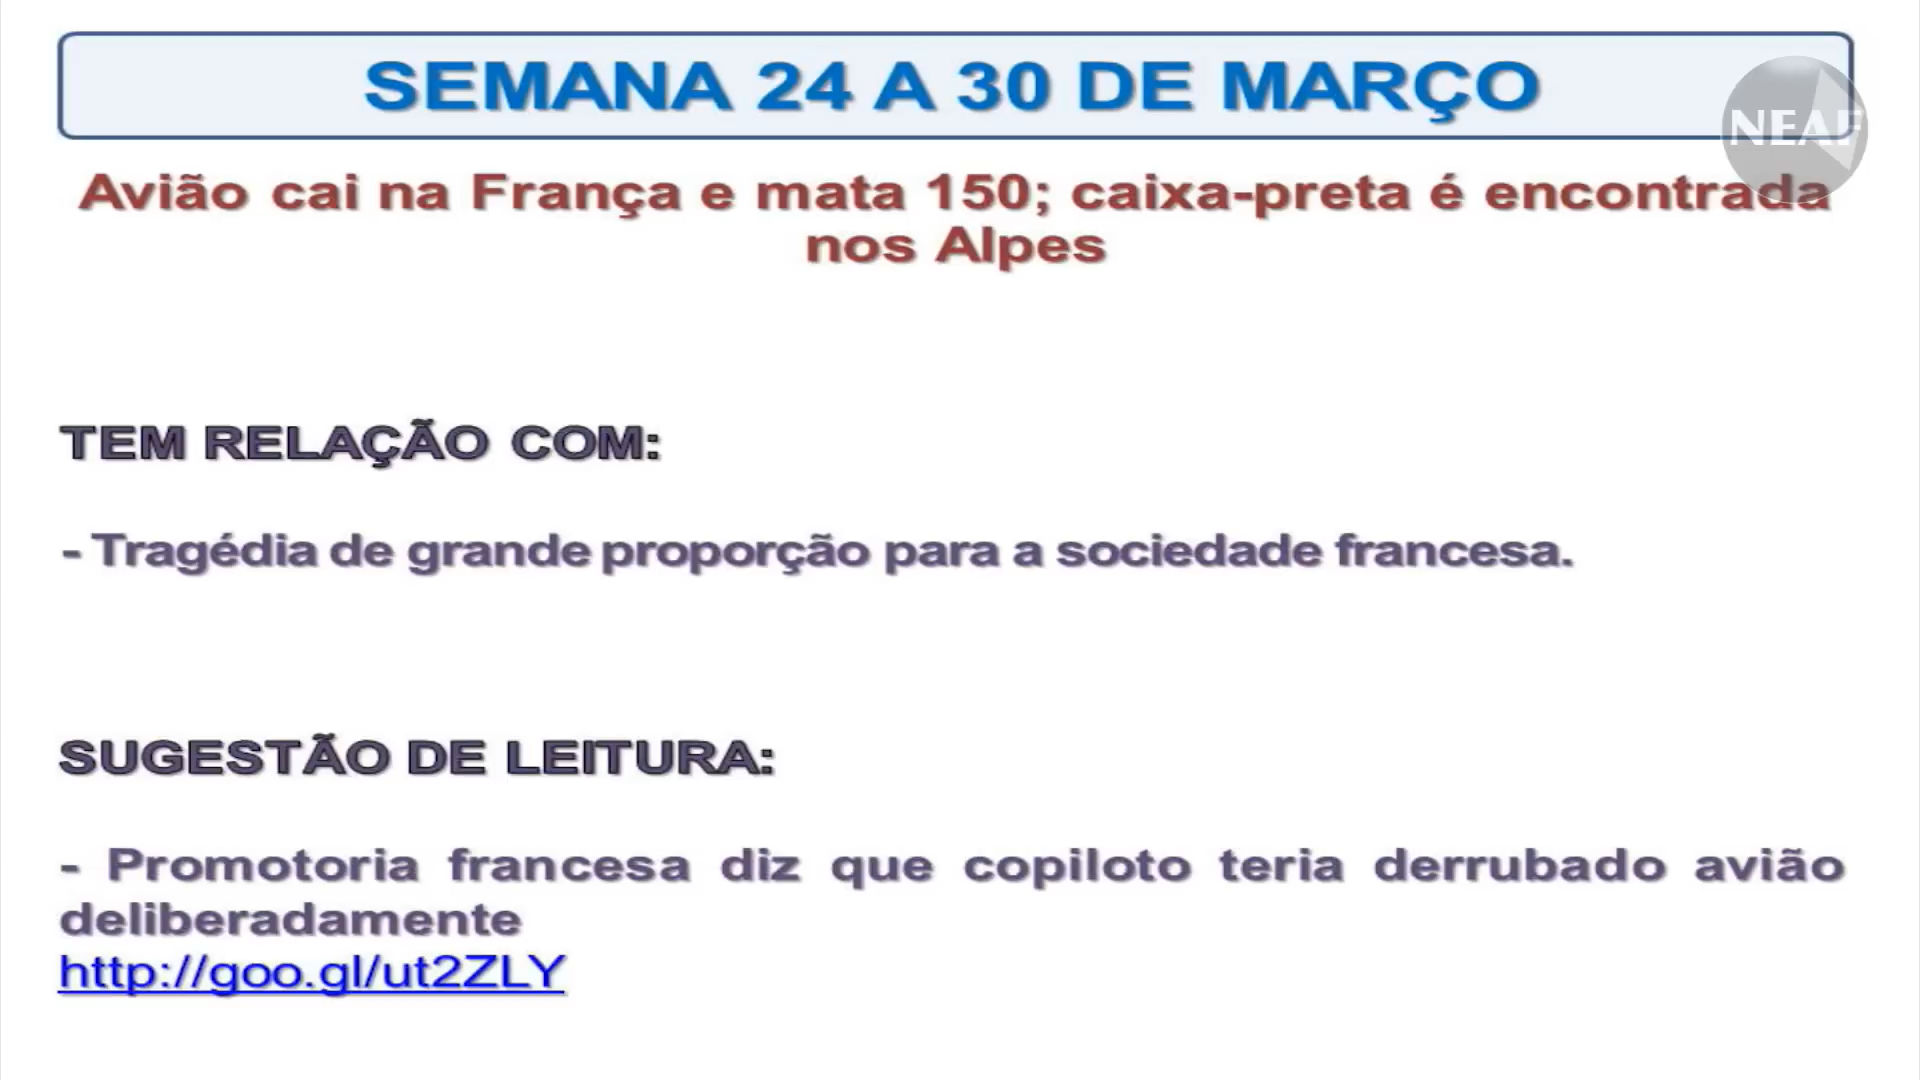 SEMANA 24 A 30 DE MARÇO
NEAF
Avião cai na França e mata 150; caixa-preta é encontrada
nos Alpes
TEM RELAÇÃO COM:
- Tragédia de grande proporção para a sociedade francesa.
SUGESTÃO DE LEITURA:
- Promotoria francesa diz que copiloto teria derrubado avião
deliberadamente
http://goo.gl/ut2ZLY